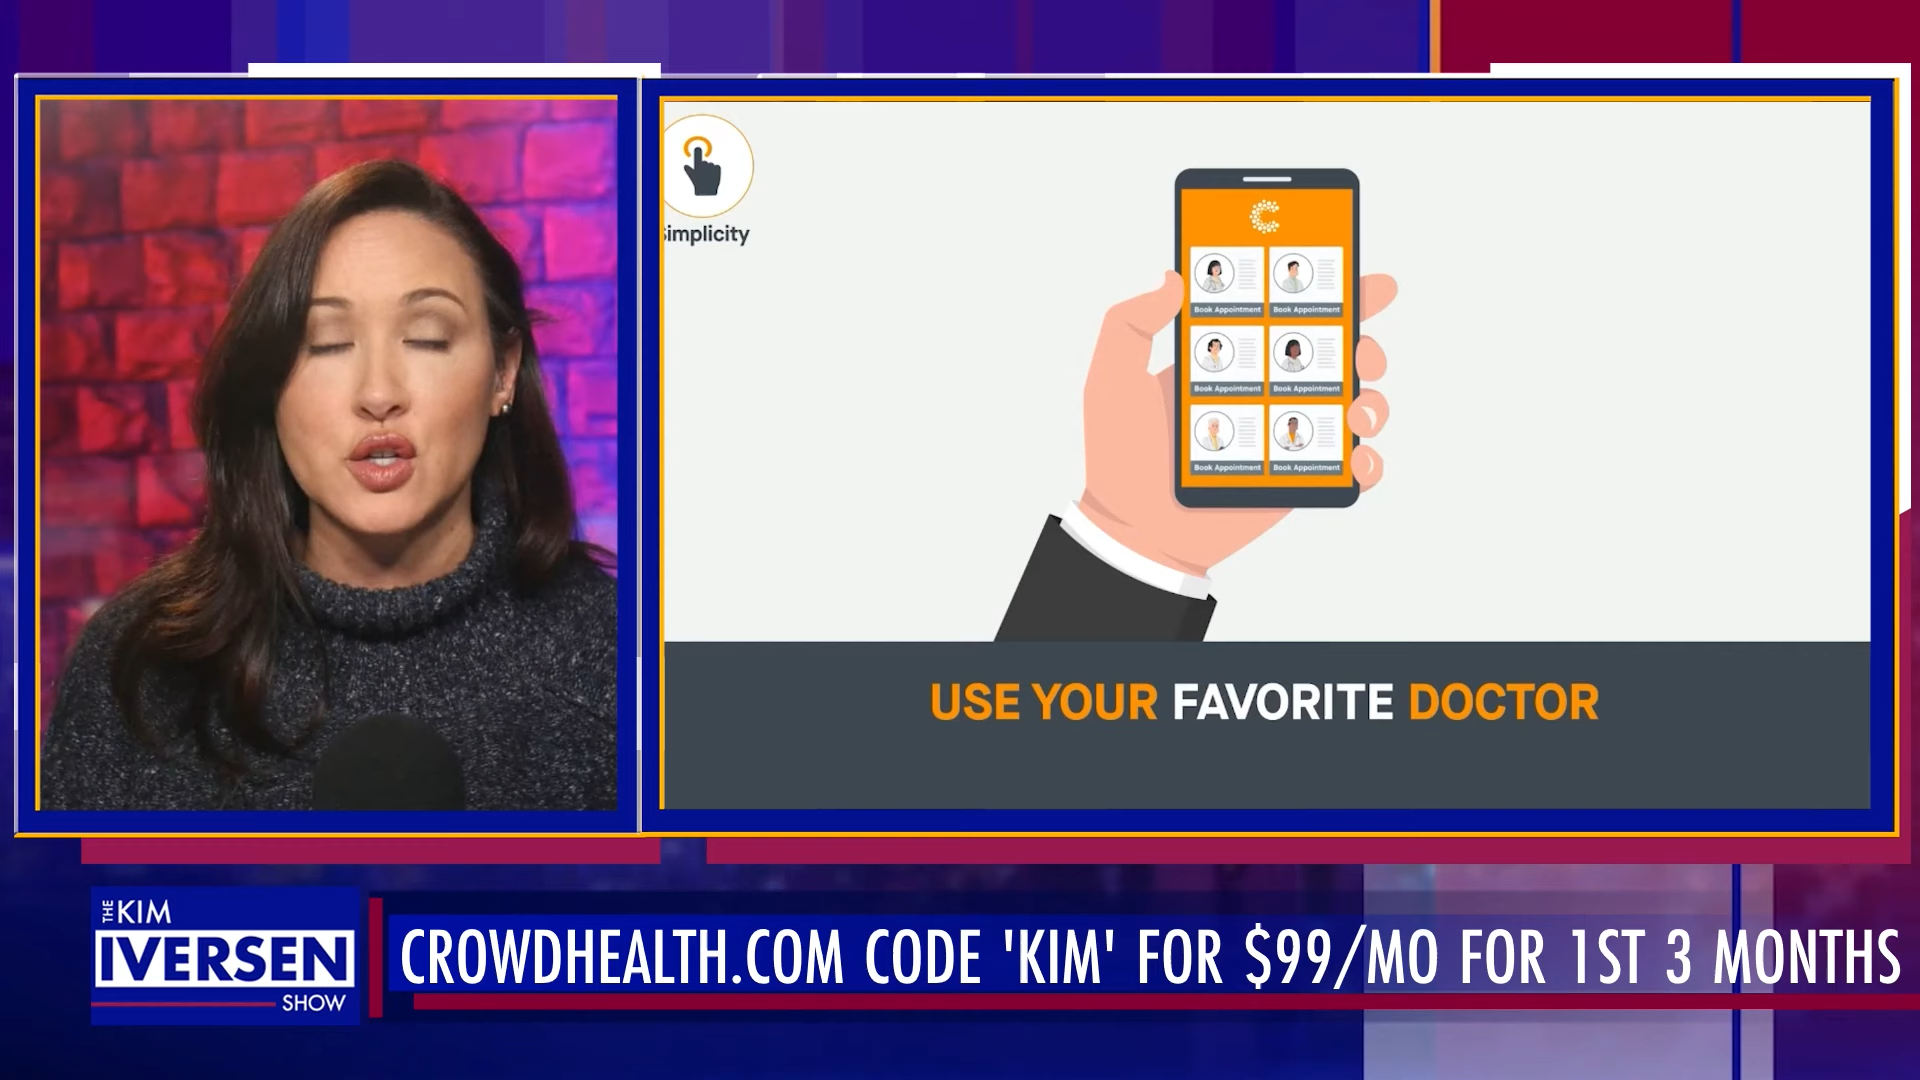 Simplicity
Book Appointment
Book Appointment
Book Appointment
Book Appointment
Book Appointment
Book Appointment
USE YOUR FAVORITE DOCTOR
THE KIM
IVERSEN
SHOW
CROWDHEALTH.COM CODE 'KIM' FOR $99/MO FOR 1ST 3 MONTHS